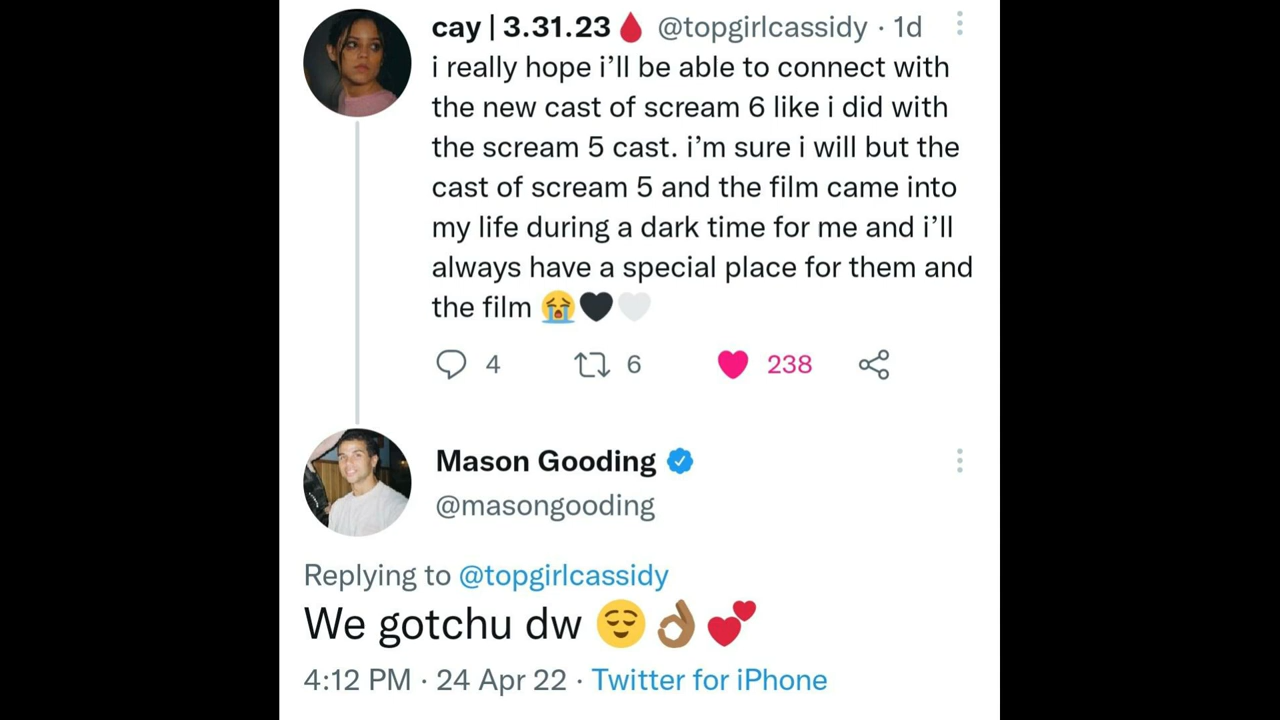 cay | 3.31.23🩸 @topgirlcassidy · 1d
i really hope i’ll be able to connect with
the new cast of scream 6 like i did with
the scream 5 cast. i’m sure i will but the
cast of scream 5 and the film came into
my life during a dark time for me and i’ll
always have a special place for them and
the film 😭🖤🤍
4 6 238
Mason Gooding
@masongooding
Replying to @topgirlcassidy
We gotchu dw 😌👌🏽💕
4:12 PM · 24 Apr 22 · Twitter for iPhone